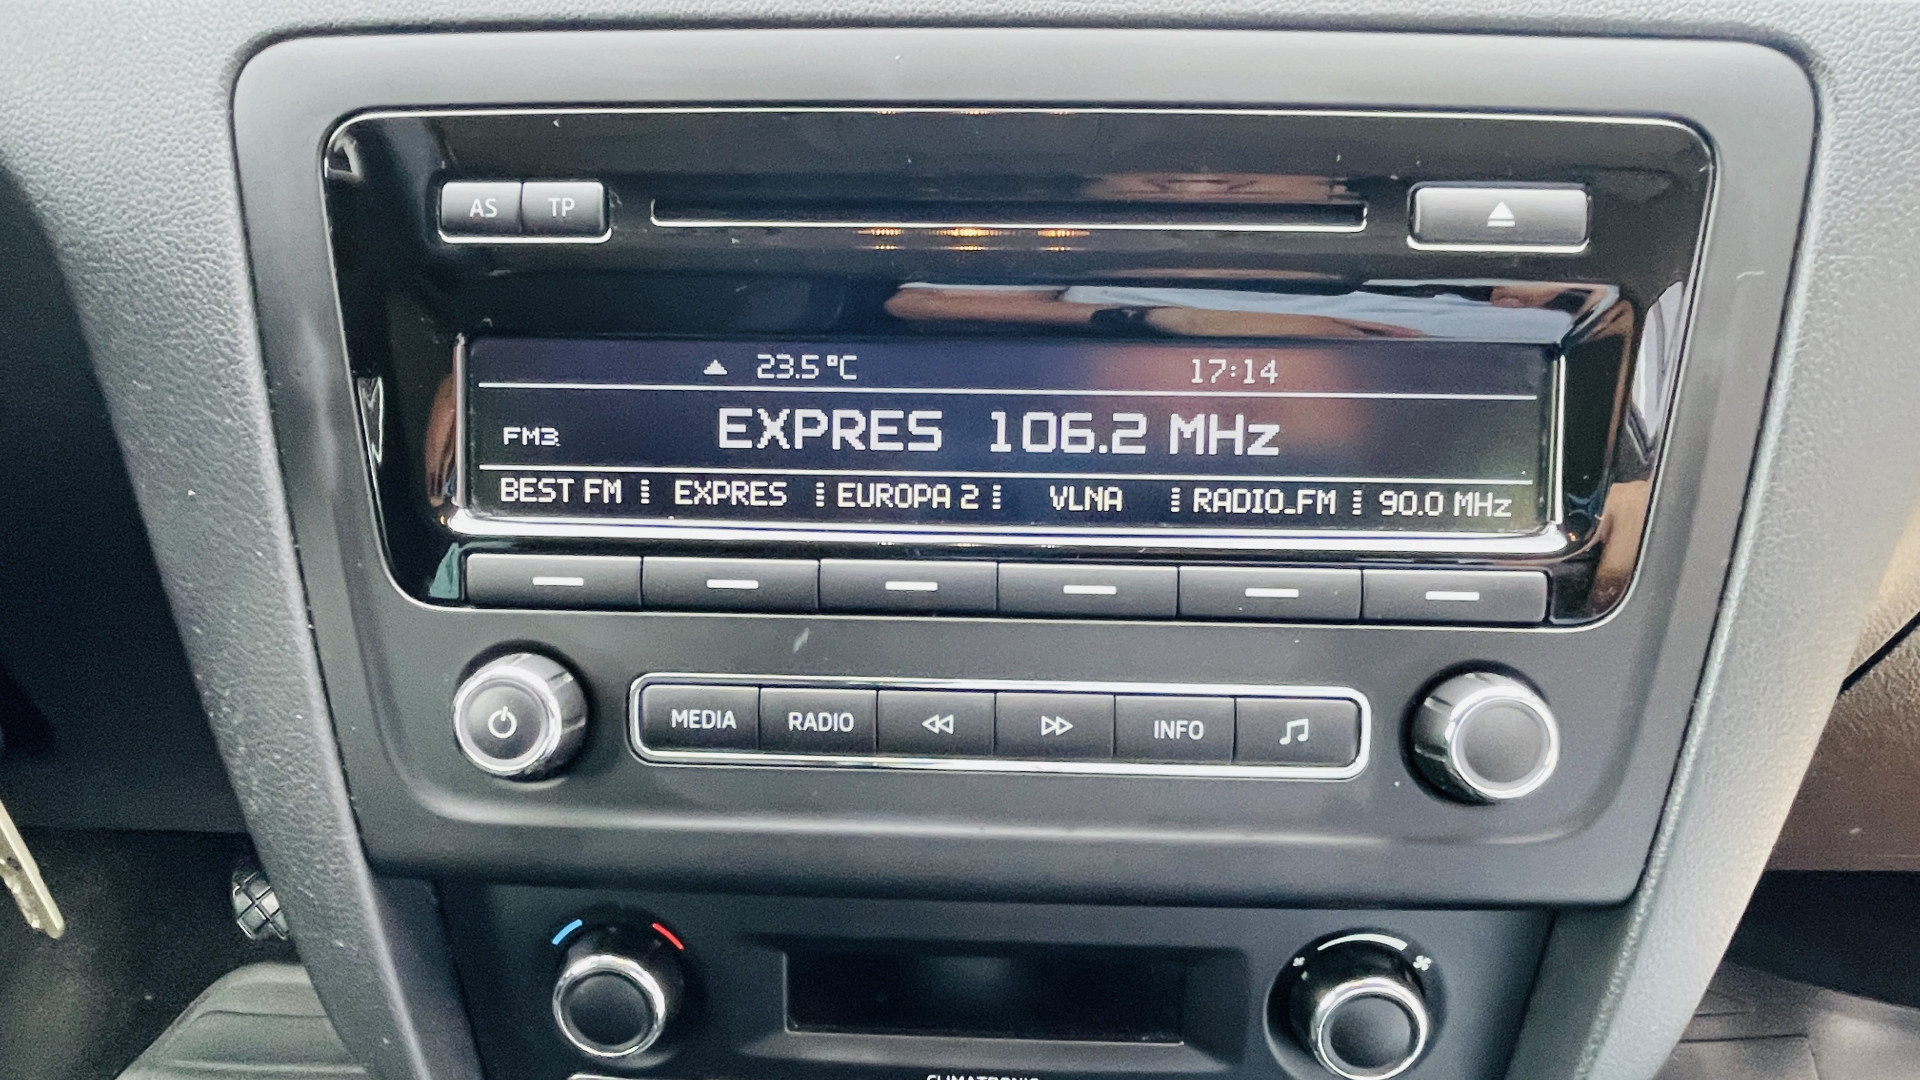 AS TP
23.5°C 17:14
FM3 EXPRES 106.2 MHz
BEST FM EXPRES EUROPA 2 VLNA RADIO_FM 90.0 MHz
MEDIA RADIO INFO
CLIMATRONIC